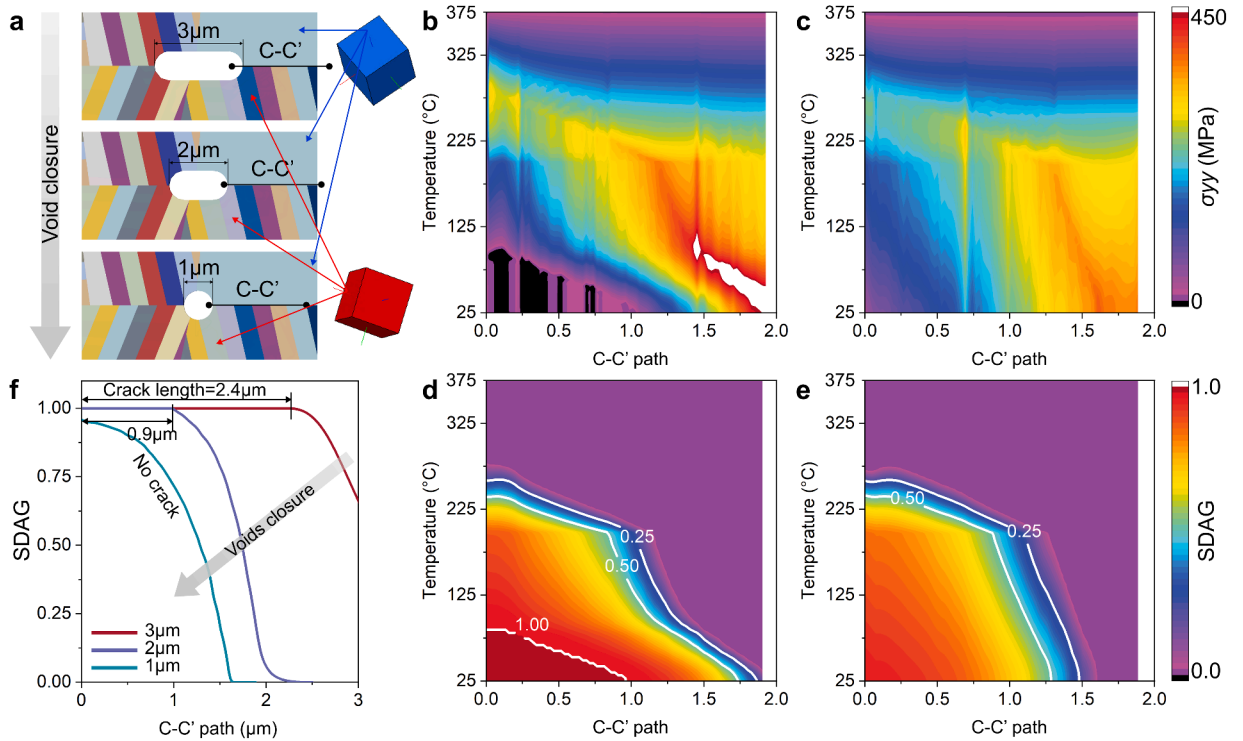 a
Void closure
3μm
C-C'
2μm
C-C'
1μm
C-C'
b
Temperature (°C)
375
325
225
125
25
0.0
0.5
1.0
1.5
2.0
C-C' path
c
Temperature (°C)
375
325
225
125
25
0.0
0.5
1.0
1.5
2.0
C-C' path
450
0
σyy (MPa)
f
Crack length=2.4μm
0.9μm
No crack
Voids closure
3μm
2μm
1μm
SDAG
1.00
0.75
0.50
0.25
0.00
0
1
2
3
C-C' path (μm)
d
Temperature (°C)
375
325
225
125
25
0.25
0.50
1.00
0.0
0.5
1.0
1.5
2.0
C-C' path
e
Temperature (°C)
375
325
225
125
25
0.50
0.25
0.0
0.5
1.0
1.5
2.0
C-C' path
1.0
0.0
SDAG